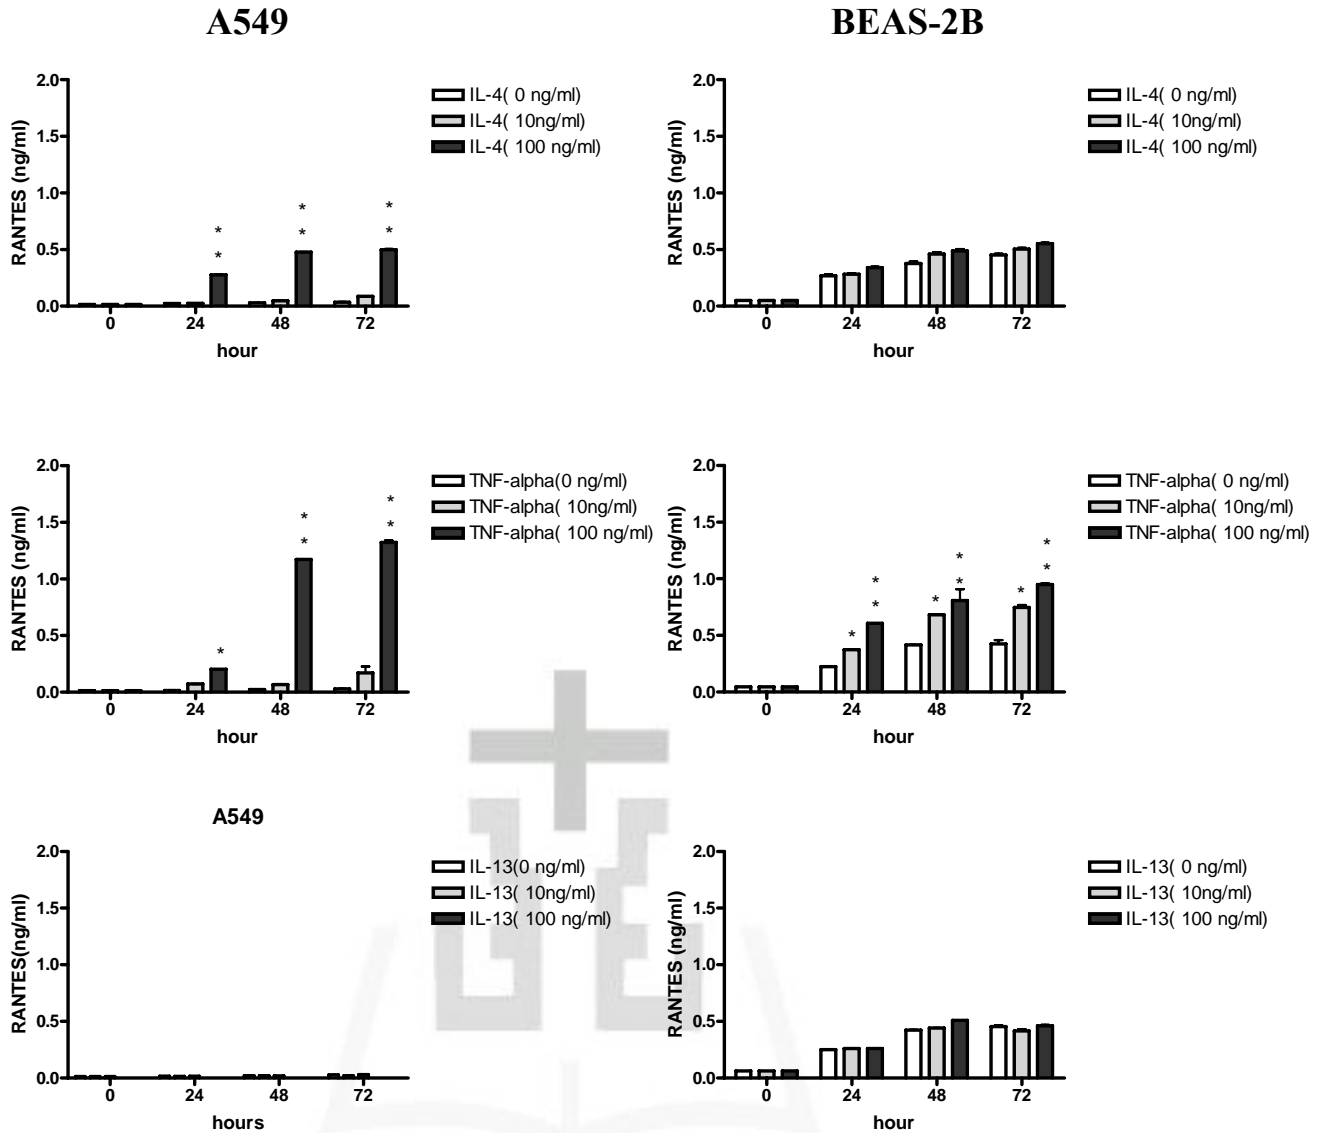 A549
BEAS-2B
2.0
1.5
1.0
0.5
0.0
RANTES (ng/ml)
0 24 48 72
hour
* * * * * *
IL-4( 0 ng/ml)
IL-4( 10ng/ml)
IL-4( 100 ng/ml)
2.0
1.5
1.0
0.5
0.0
RANTES (ng/ml)
0 24 48 72
hour
IL-4( 0 ng/ml)
IL-4( 10ng/ml)
IL-4( 100 ng/ml)
2.0
1.5
1.0
0.5
0.0
RANTES (ng/ml)
0 24 48 72
hour
* * * * *
TNF-alpha(0 ng/ml)
TNF-alpha( 10ng/ml)
TNF-alpha( 100 ng/ml)
2.0
1.5
1.0
0.5
0.0
RANTES (ng/ml)
0 24 48 72
hour
* * * * * * * * *
TNF-alpha( 0 ng/ml)
TNF-alpha( 10ng/ml)
TNF-alpha( 100 ng/ml)
A549
2.0
1.5
1.0
0.5
0.0
RANTES(ng/ml)
0 24 48 72
hours
IL-13(0 ng/ml)
IL-13( 10ng/ml)
IL-13( 100 ng/ml)
2.0
1.5
1.0
0.5
0.0
RANTES (ng/ml)
0 24 48 72
hour
IL-13( 0 ng/ml)
IL-13( 10ng/ml)
IL-13( 100 ng/ml)